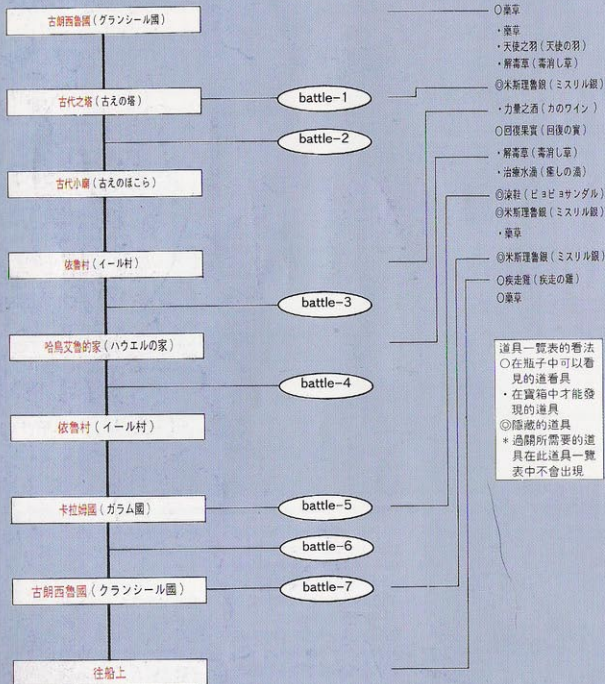 古朗西魯國(グランシール國)
古代之塔(古えの塔)
battle-1
battle-2
古代小廟(古えのほこら)
依魯村(イール村)
battle-3
哈烏艾魯的家(ハウエルの家)
battle-4
依魯村(イール村)
卡拉姆國(ガラム國)
battle-5
battle-6
古朗西魯國(クランシール國)
battle-7
往船上
○藥草
・藥草
・天使之羽(天使の羽)
・解毒草(毒消し草)
◎米斯理魯銀(ミスリル銀)
・力量之酒(力のワイン)
○回復果實(回復の實)
・解毒草(毒消し草)
・治療水滴(癒しの滴)
◎涼鞋(ピョピョサンダル)
◎米斯理魯銀(ミスリル銀)
・藥草
◎米斯理魯銀(ミスリル銀)
○疾走雞(疾走の雞)
○藥草
道具一覽表的看法
○在瓶子中可以看
見的道看具
・在寶箱中才能發
現的道具
◎隱蔽的道具
*過關所需要的道
具在此道具一覽
表中不會出現